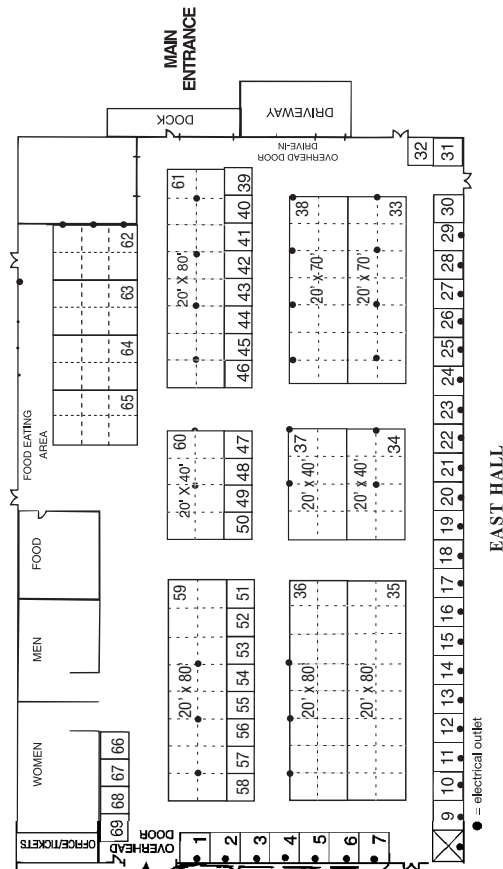 MAIN
ENTRANCE
DOCK
DRIVEWAY
OVERHEAD DOOR
DRIVE-IN
FOOD EATING
AREA
FOOD
MEN
WOMEN
OFFICE/TICKETS
OVERHEAD
DOOR
62
63
64
65
66
67
68
69
61
20' X 80'
39
40
41
42
43
44
45
46
60
20' X 40'
47
48
49
50
59
20' X 80'
51
52
53
54
55
56
57
58
38
20' X 70'
33
20' X 70'
37
20' X 40'
34
20' X 40'
36
20' X 80'
35
20' X 80'
1
2
3
4
5
6
7
9
10
11
12
13
14
15
16
17
18
19
20
21
22
23
24
25
26
27
28
29
30
31
32
EAST HALL
● = electrical outlet